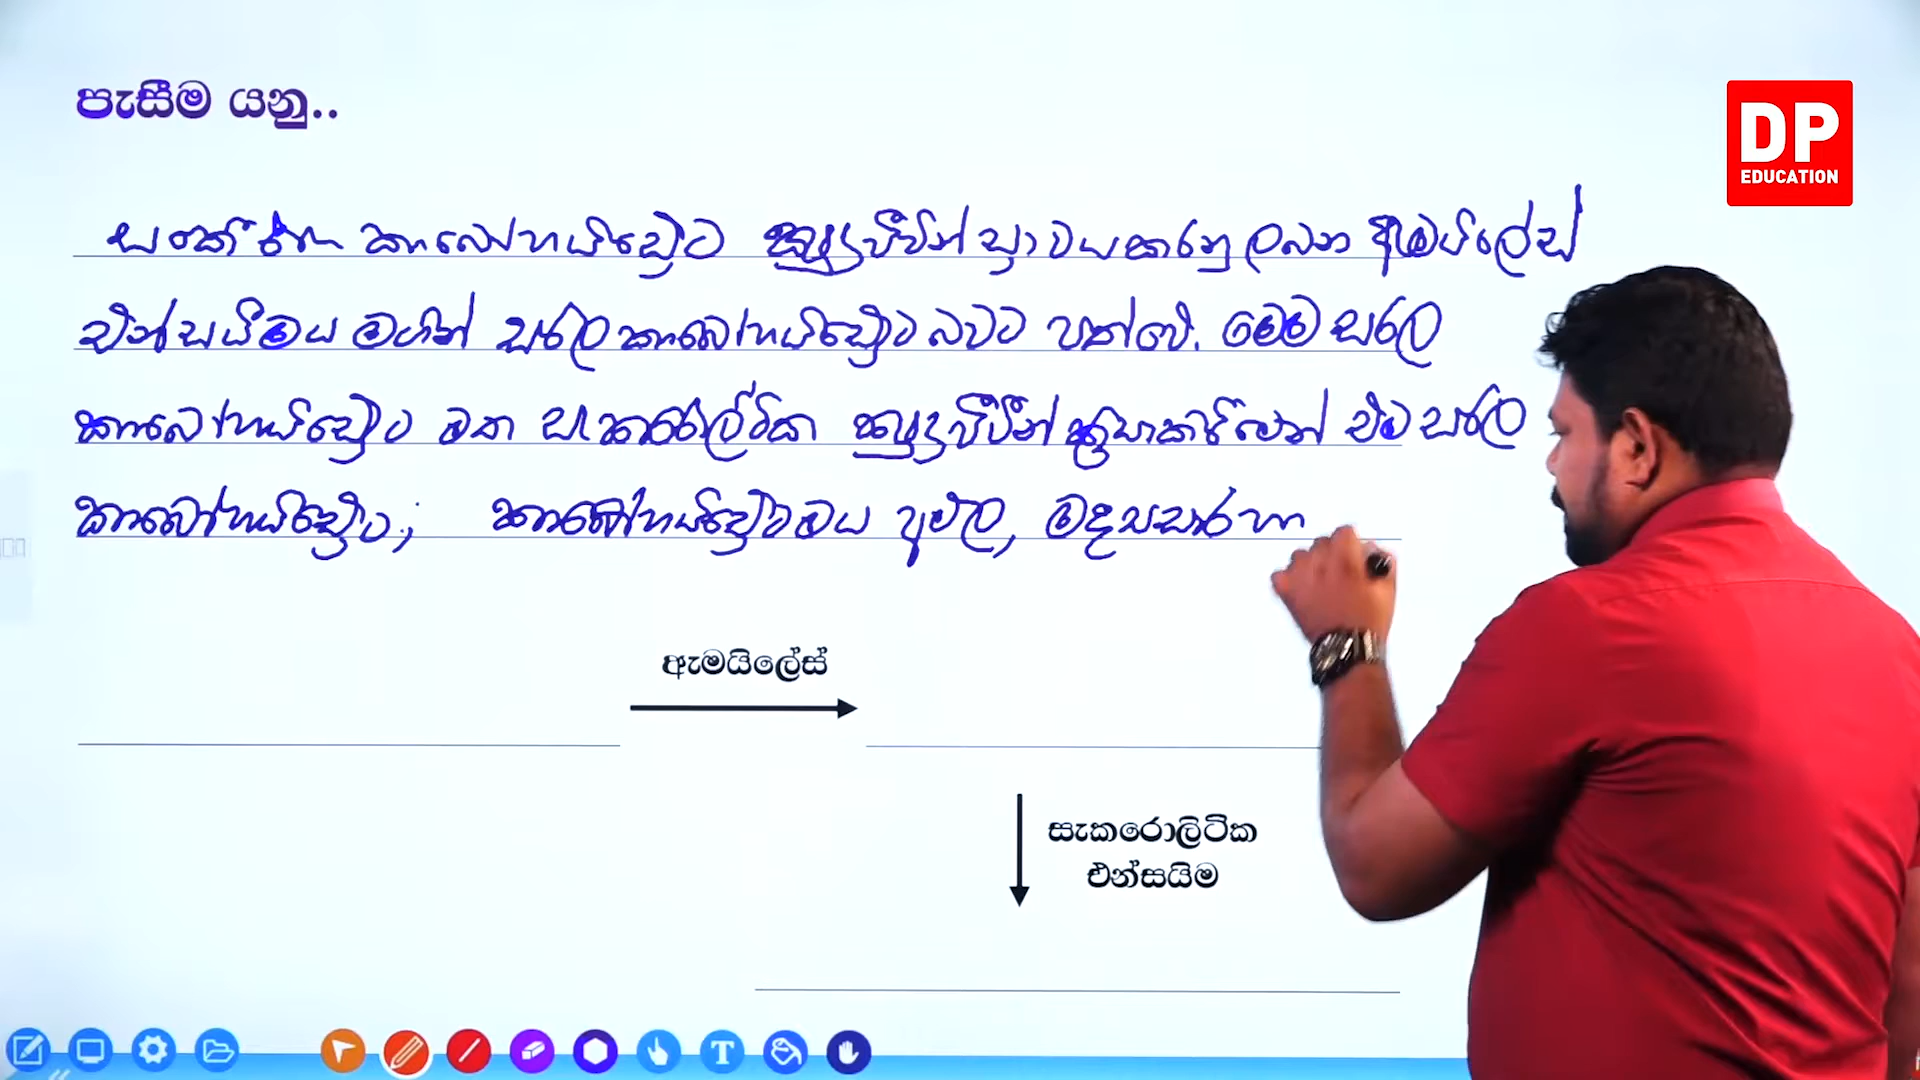 පැසීම යනු..
DP
EDUCATION
සංකීර්ණ කාබෝහයිඩ්‍රේට ක්ෂුද්‍රජීවීන් ස්‍රාවය කරනු ලබන ඇමයිලේස්
එන්සයිමය මගින් සරල කාබෝහයිඩ්‍රේට බවට පත්වේ. මෙම සරල
කාබෝහයිඩ්‍රේට මත සැකරොලිටික ක්ෂුද්‍රජීවීන් ක්‍රියාකරීමෙන් එම සරල
කාබෝහයිඩ්‍රේට, කාබෝහයිඩ්‍රේටමය අම්ල, මද්‍යසාර හා
ඇමයිලේස්
සැකරොලිටික
එන්සයිම
T